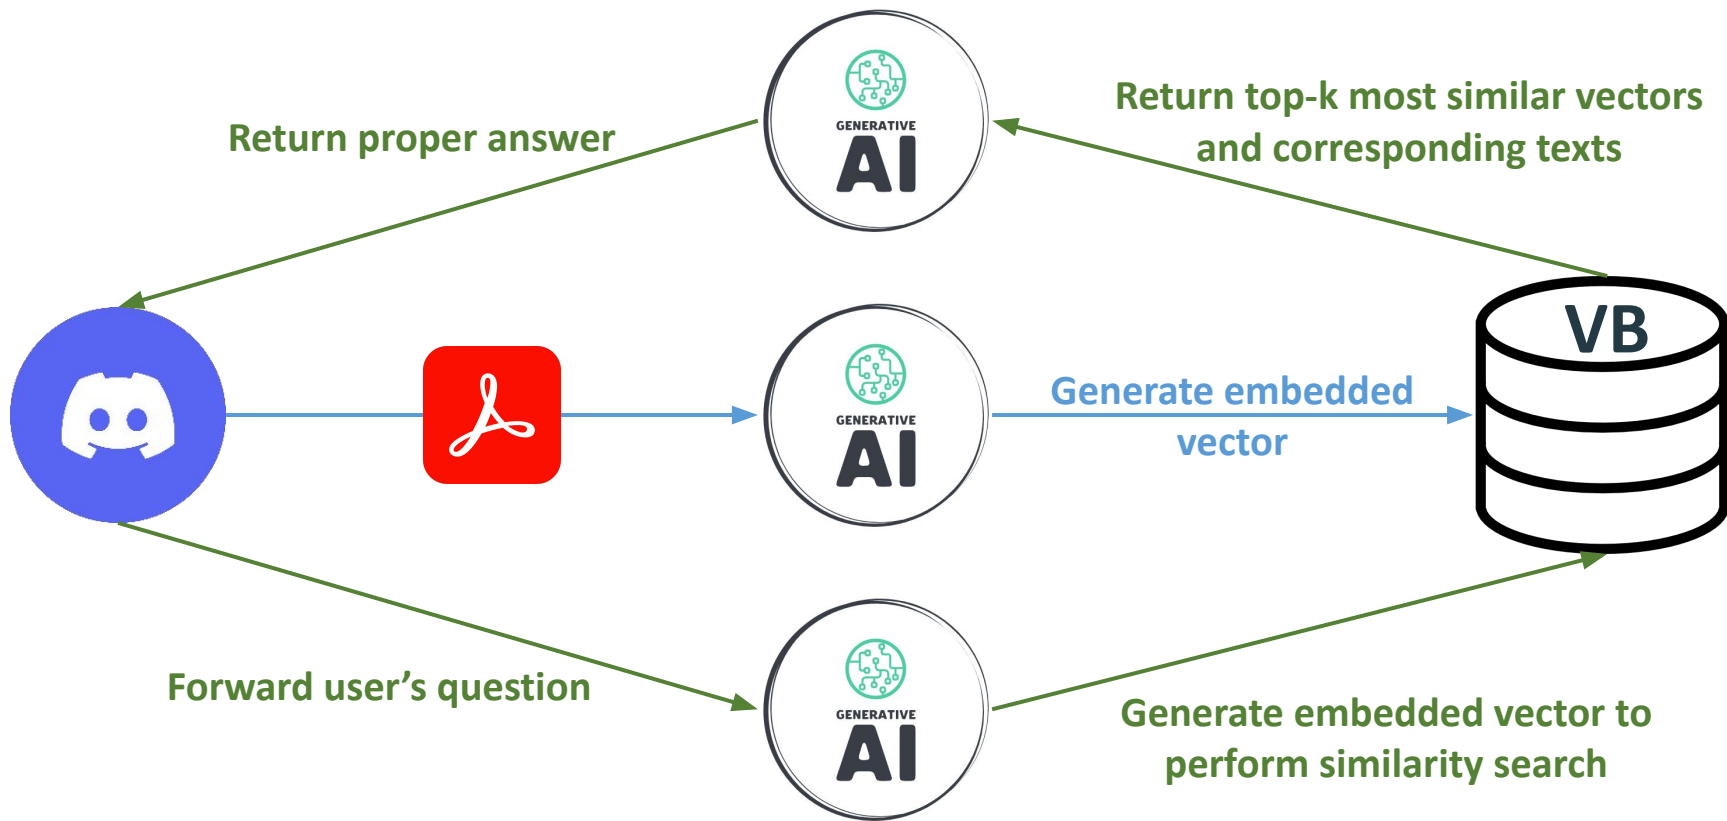 GENERATIVE
AI
Return top-k most similar vectors
and corresponding texts
Return proper answer
VB
GENERATIVE
AI
Generate embedded
vector
GENERATIVE
AI
Forward user’s question
Generate embedded vector to
perform similarity search